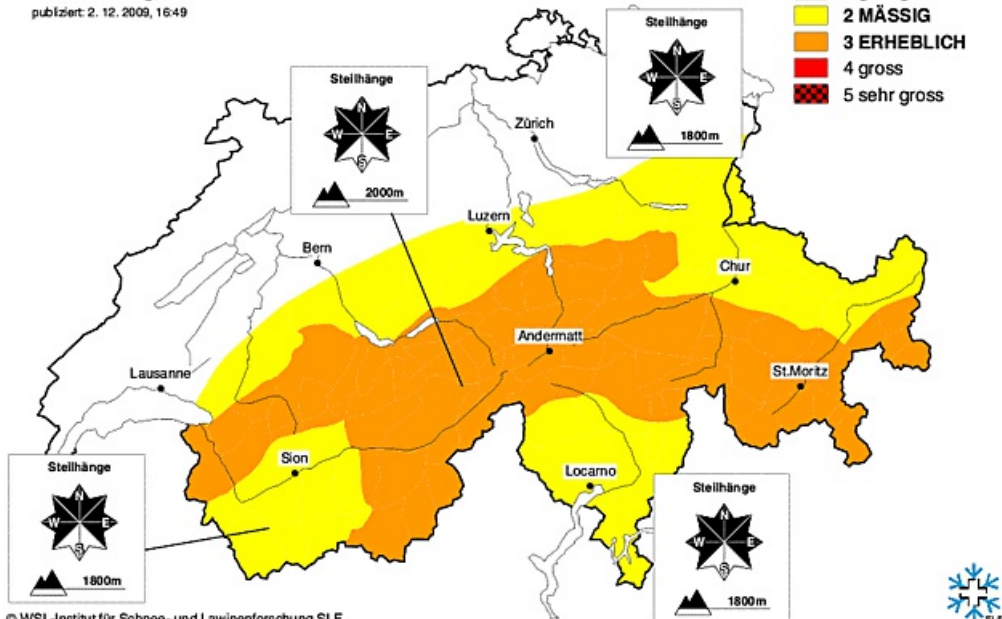 publiziert: 2. 12. 2009, 16:49
2 MÄSSIG
3 ERHEBLICH
4 gross
5 sehr gross
Steilhänge
N
W
E
S
1800m
Steilhänge
N
W
E
S
2000m
Zürich
Luzern
Bern
Chur
Andermatt
Lausanne
St.Moritz
Sion
Locarno
Steilhänge
N
W
E
S
1800m
Steilhänge
N
W
E
S
1800m
© WSL-Institut für Schnee- und Lawinenforschung SLF
SLF